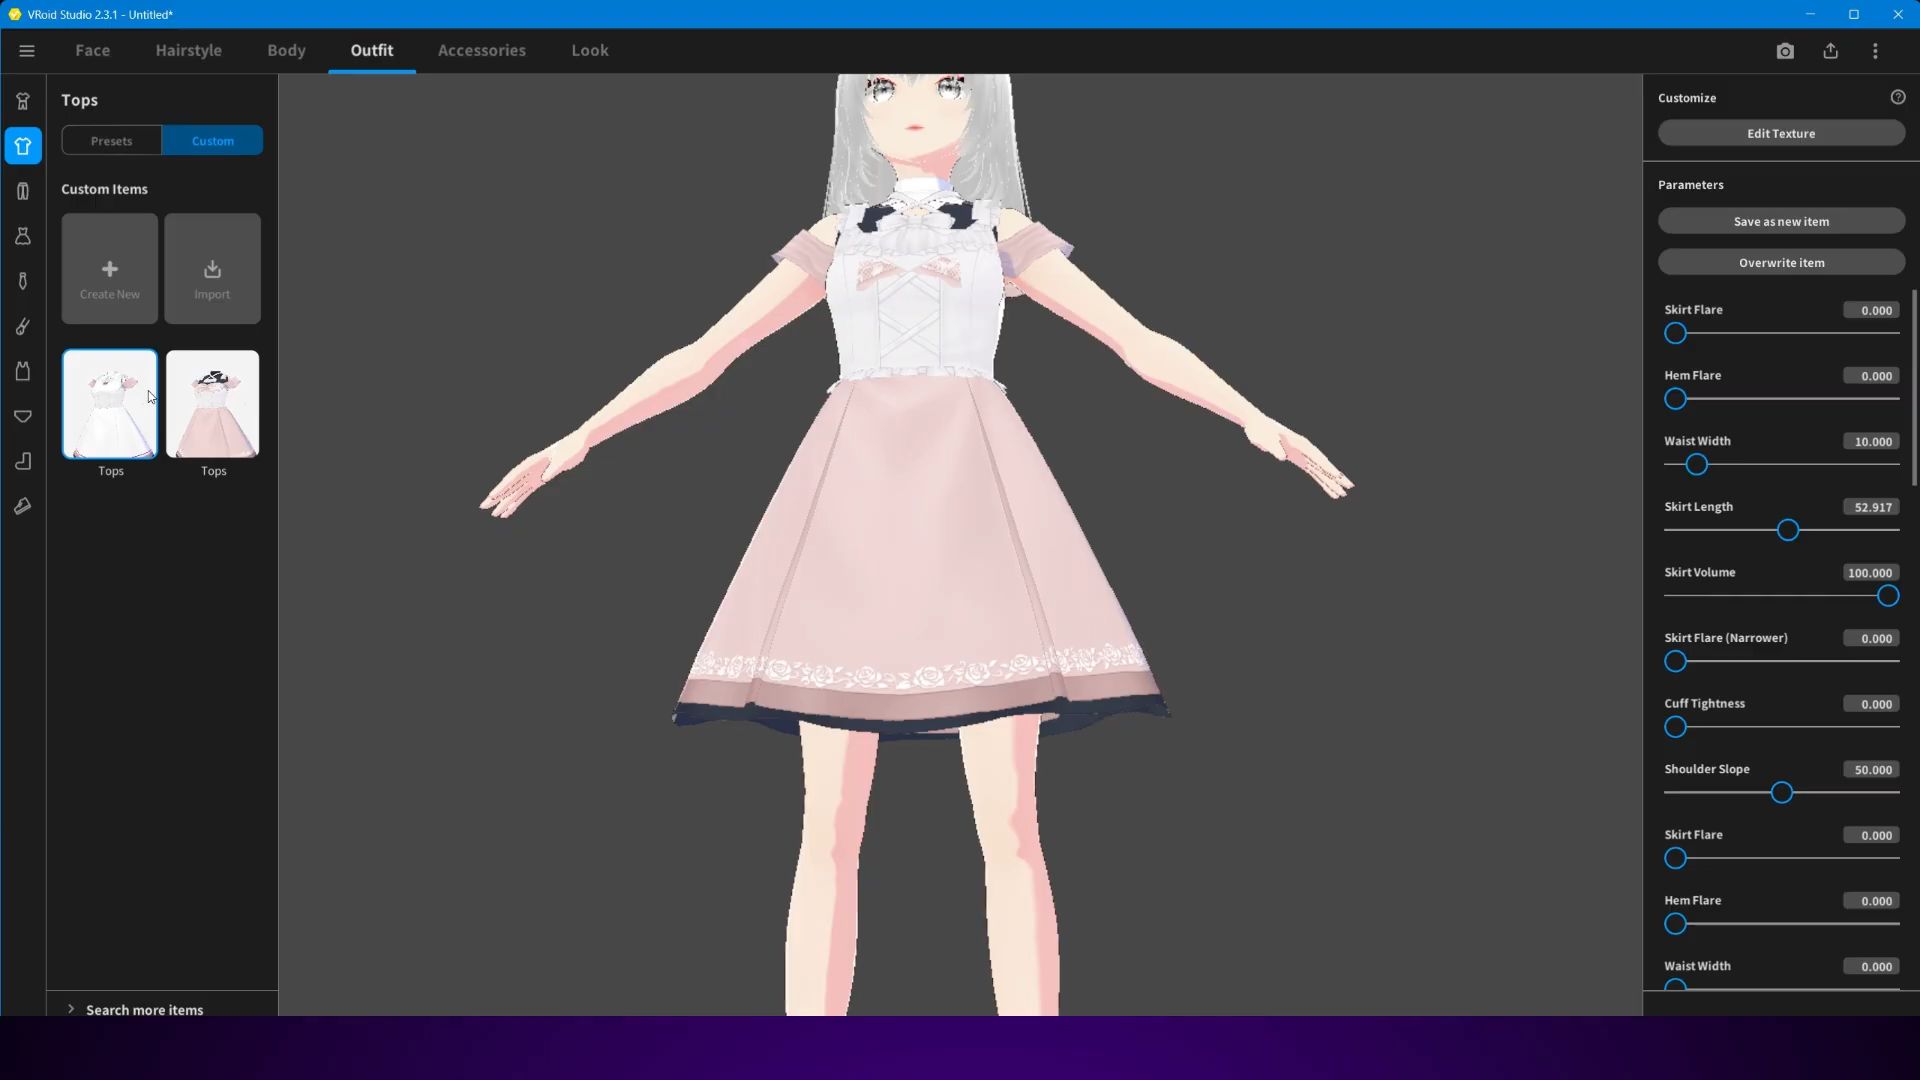 VRoid Studio 2.3.1 - Untitled*
Face Hairstyle Body Outfit Accessories Look
Tops
Presets Custom
Custom Items
Create New Import
Tops Tops
Search more items
Customize
Edit Texture
Parameters
Save as new item
Overwrite item
Skirt Flare 0.000
Hem Flare 0.000
Waist Width 10.000
Skirt Length 52.917
Skirt Volume 100.000
Skirt Flare (Narrower) 0.000
Cuff Tightness 0.000
Shoulder Slope 50.000
Skirt Flare 0.000
Hem Flare 0.000
Waist Width 0.000